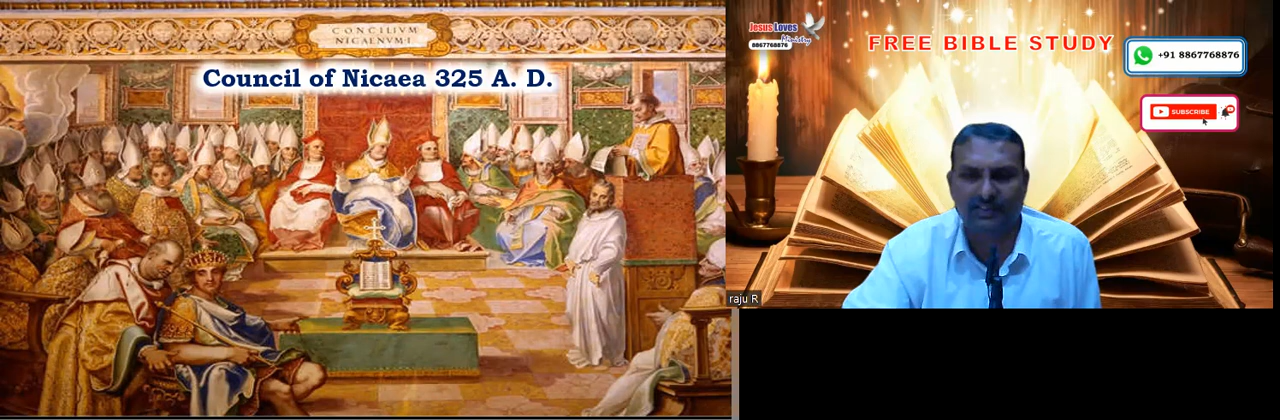 CONCILIVM
NICAENVM·I
Council of Nicaea 325 A. D.
Jesus Loves
Ministry
8867768876
FREE BIBLE STUDY
+91 8867768876
SUBSCRIBE
raju R